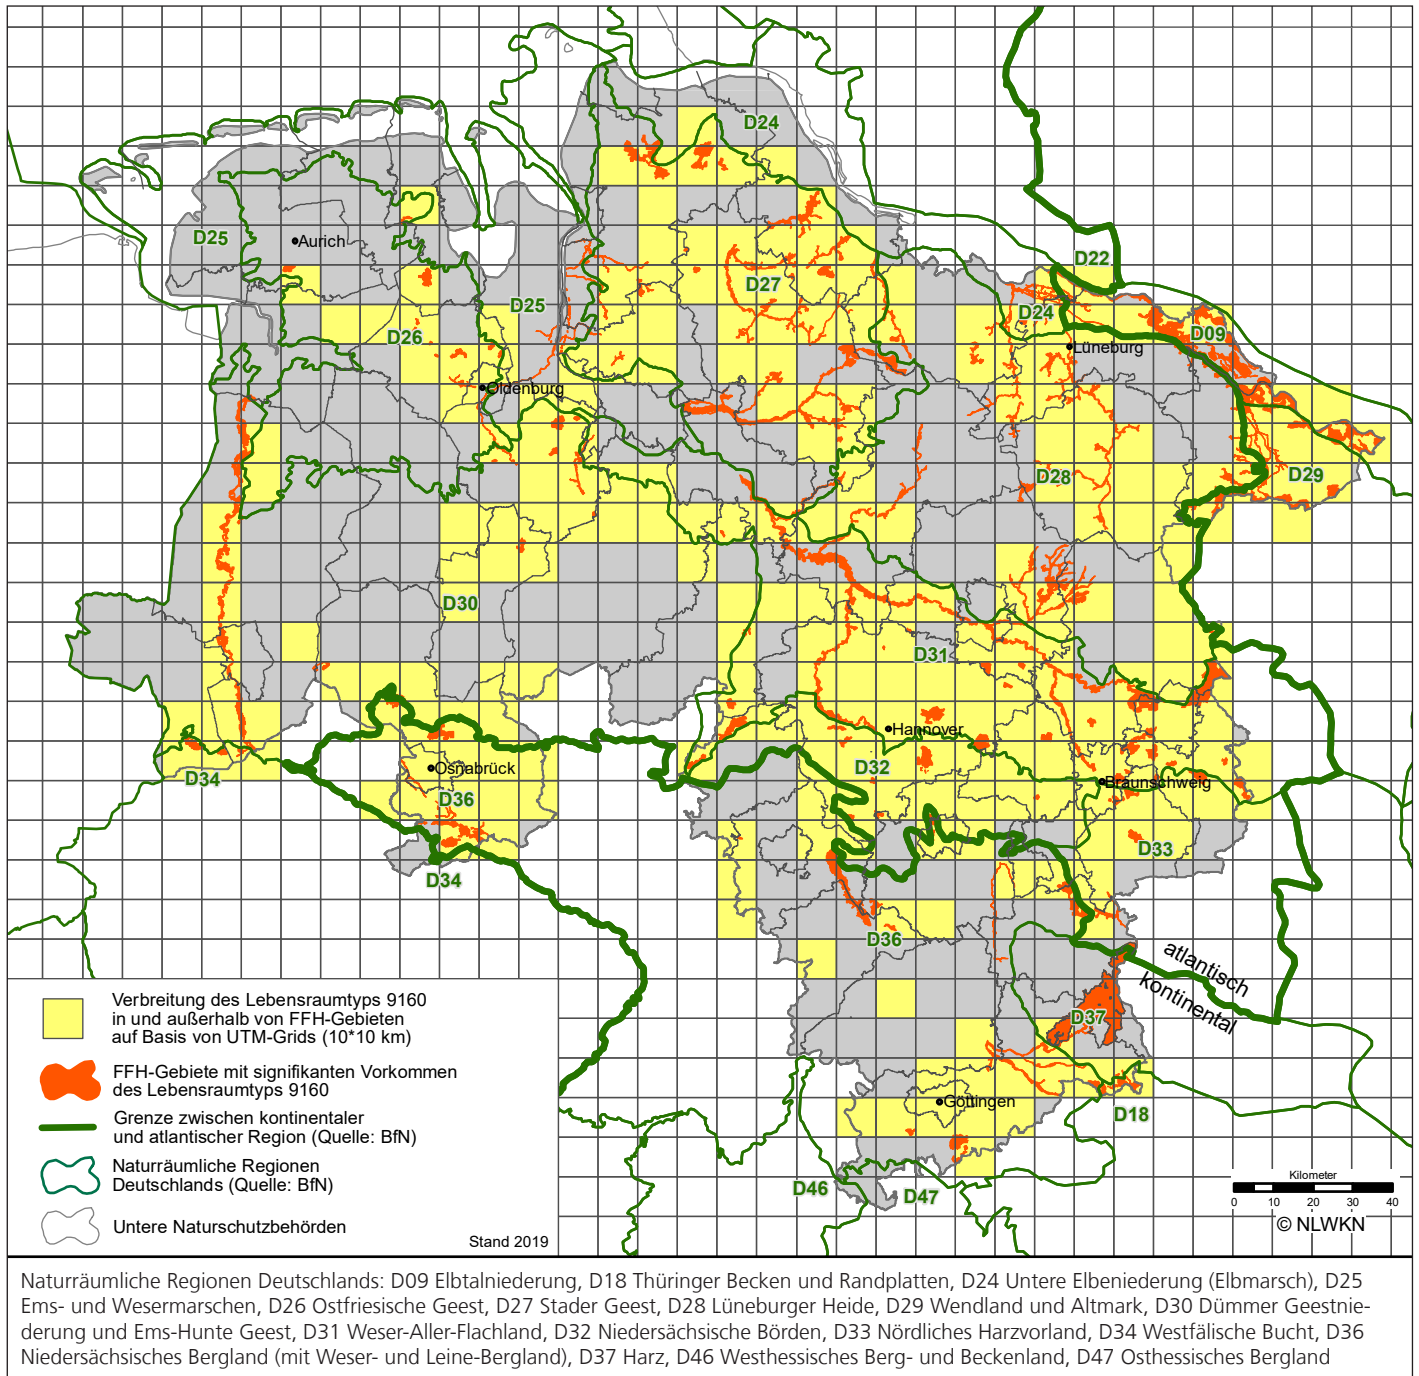 D24
D25
Aurich
D22
D27
D25
D24
D26
D09
Lüneburg
Oldenburg
D28
D29
D30
D31
Hannover
D32
Osnabrück
D34
D36
Braunschweig
D33
D34
D36
atlantisch
kontinental
D37
Göttingen
D18
D46
D47
Verbreitung des Lebensraumtyps 9160
in und außerhalb von FFH-Gebieten
auf Basis von UTM-Grids (10*10 km)
FFH-Gebiete mit signifikanten Vorkommen
des Lebensraumtyps 9160
Grenze zwischen kontinentaler
und atlantischer Region (Quelle: BfN)
Naturräumliche Regionen
Deutschlands (Quelle: BfN)
Untere Naturschutzbehörden
Stand 2019
Kilometer
0 10 20 30 40
© NLWKN
Naturräumliche Regionen Deutschlands: D09 Elbtalniederung, D18 Thüringer Becken und Randplatten, D24 Untere Elbeniederung (Elbmarsch), D25
Ems- und Wesermarschen, D26 Ostfriesische Geest, D27 Stader Geest, D28 Lüneburger Heide, D29 Wendland und Altmark, D30 Dümmer Geestnie-
derung und Ems-Hunte Geest, D31 Weser-Aller-Flachland, D32 Niedersächsische Börden, D33 Nördliches Harzvorland, D34 Westfälische Bucht, D36
Niedersächsisches Bergland (mit Weser- und Leine-Bergland), D37 Harz, D46 Westhessisches Berg- und Beckenland, D47 Osthessisches Bergland